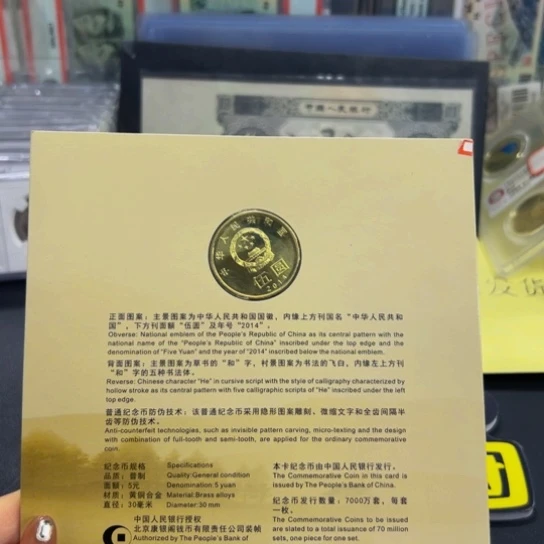 中国人民银行
中华人民共和国
伍圆
2014
发货
正面图案：主景图案为中华人民共和国国徽，内缘上方刊国名“中华人民共和
国”，下方刊面额“伍圆”及年号“2014”。
Obverse: National emblem of the People's Republic of China as its central pattern with the
national name of the "People's Republic of China" inscribed under the top edge and the
denomination of "Five Yuan" and the year of "2014" inscribed below the national emblem.
背面图案：主景图案为草书的“和”字，衬景图案为书法的飞白，内缘左上方刊
“和”字的五种书法体。
Reverse: Chinese character "He" in cursive script with the style of calligraphy characterized by
hollow stroke as its central pattern with five calligraphic scripts of "He" inscribed under the left
top edge.
普通纪念币防伪技术：该普通纪念币采用隐形图案雕刻，微缩文字和全齿间隔半
齿等防伪技术。
Anti-counterfeit technologies, such as invisible pattern carving, micro-texting and the design
with combination of full-tooth and semi-tooth, are applied for the ordinary commemorative
coin.
纪念币规格 Specifications
品质：普制 Quality:General condition
面额：5元 Denomination:5 yuan
材质：黄铜合金 Material:Brass alloys
直径：30毫米 Diameter:30 mm
中国人民银行授权
北京康银阁钱币有限责任公司装帧
Authorized by The People's Bank of
本卡纪念币由中国人民银行发行。
The Commemorative Coin in this card is
issued by The People's Bank of China.
纪念币发行数量：7000万套，每套
一枚。
The Commemorative Coins to be issued
are slated to a total issuance of 70 million
sets, one piece for one set.